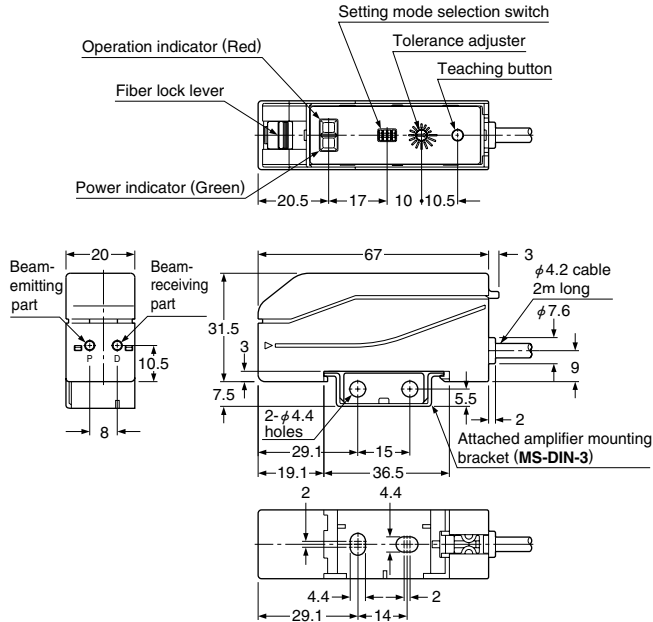 Setting mode selection switch
Operation indicator (Red)
Tolerance adjuster
Teaching button
Fiber lock lever
Power indicator (Green)
20.5
17
10
10.5
20
67
3
Beam-
emitting
part
Beam-
receiving
part
φ4.2 cable
2m long
φ7.6
31.5
P
D
10.5
3
7.5
9
5.5
2
8
2-φ4.4
holes
29.1
15
19.1
36.5
Attached amplifier mounting
bracket (MS-DIN-3)
2
4.4
4.4
2
29.1
14